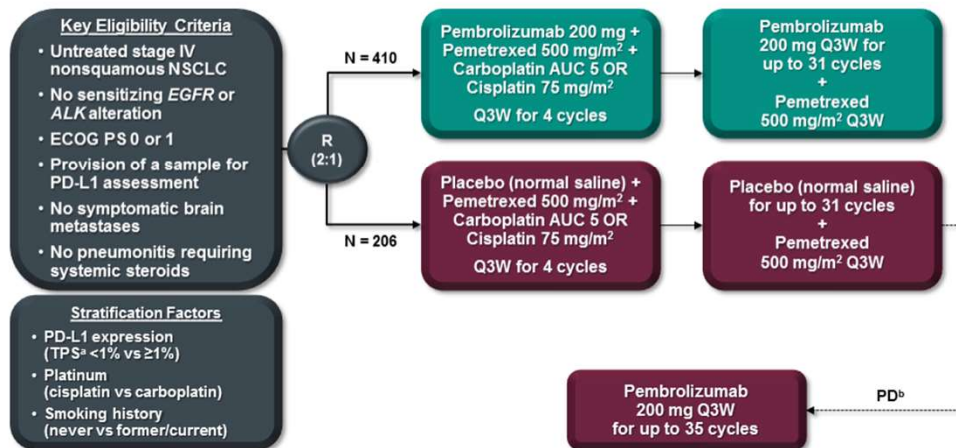 Key Eligibility Criteria
• Untreated stage IV
nonsquamous NSCLC
• No sensitizing EGFR or
ALK alteration
• ECOG PS 0 or 1
• Provision of a sample for
PD-L1 assessment
• No symptomatic brain
metastases
• No pneumonitis requiring
systemic steroids
Stratification Factors
• PD-L1 expression
(TPSᵃ <1% vs ≥1%)
• Platinum
(cisplatin vs carboplatin)
• Smoking history
(never vs former/current)
R
(2:1)
N = 410
Pembrolizumab 200 mg +
Pemetrexed 500 mg/m² +
Carboplatin AUC 5 OR
Cisplatin 75 mg/m²
Q3W for 4 cycles
Pembrolizumab
200 mg Q3W for
up to 31 cycles
+
Pemetrexed
500 mg/m² Q3W
N = 206
Placebo (normal saline) +
Pemetrexed 500 mg/m² +
Carboplatin AUC 5 OR
Cisplatin 75 mg/m²
Q3W for 4 cycles
Placebo (normal saline)
for up to 31 cycles
+
Pemetrexed
500 mg/m² Q3W
PDᵇ
Pembrolizumab
200 mg Q3W
for up to 35 cycles